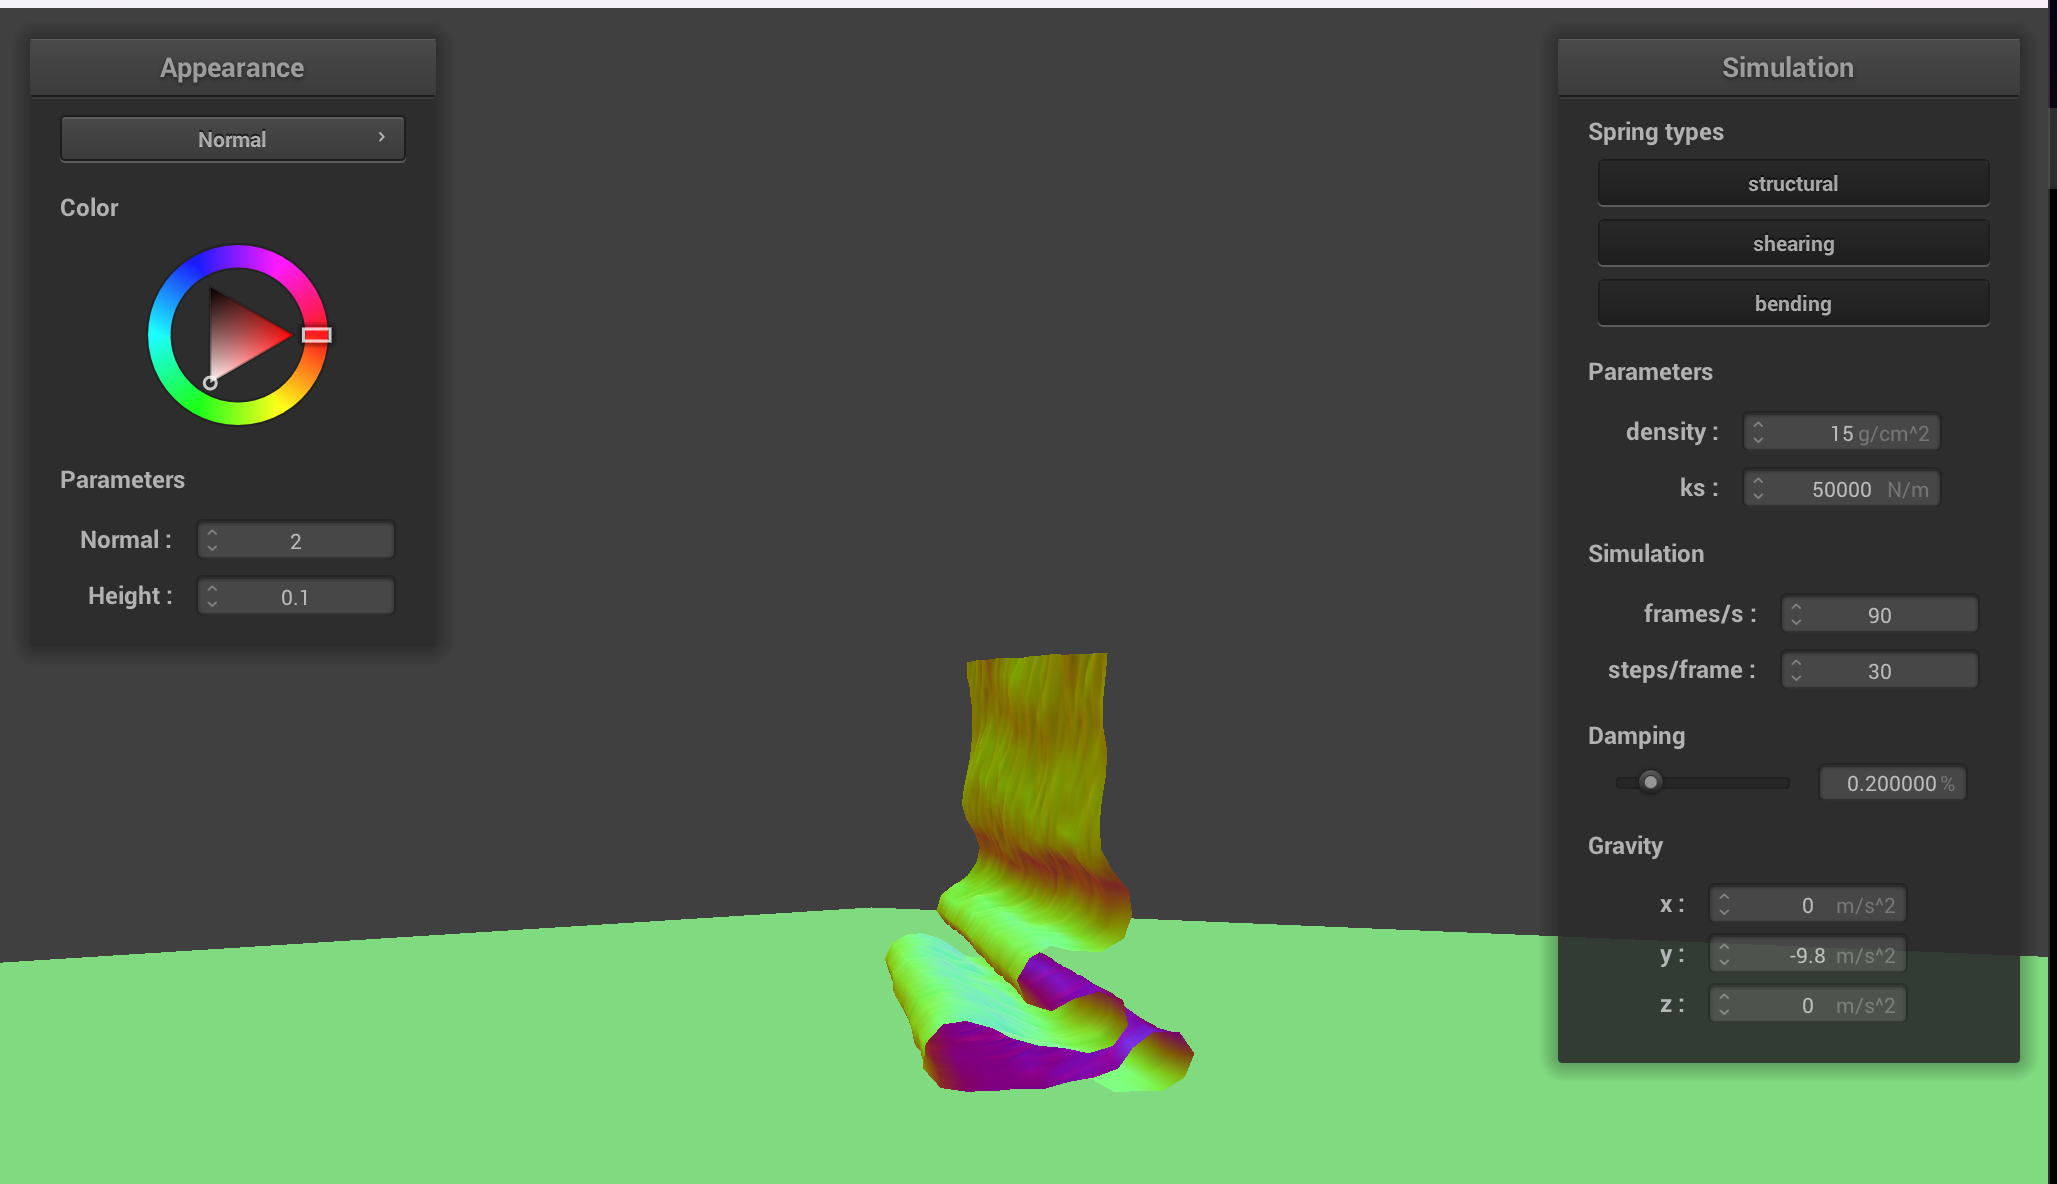 Appearance
Normal
Color
Parameters
Normal : 2
Height : 0.1
Simulation
Spring types
structural
shearing
bending
Parameters
density : 15 g/cm^2
ks : 50000 N/m
Simulation
frames/s : 90
steps/frame : 30
Damping
0.200000 %
Gravity
x : 0 m/s^2
y : -9.8 m/s^2
z : 0 m/s^2